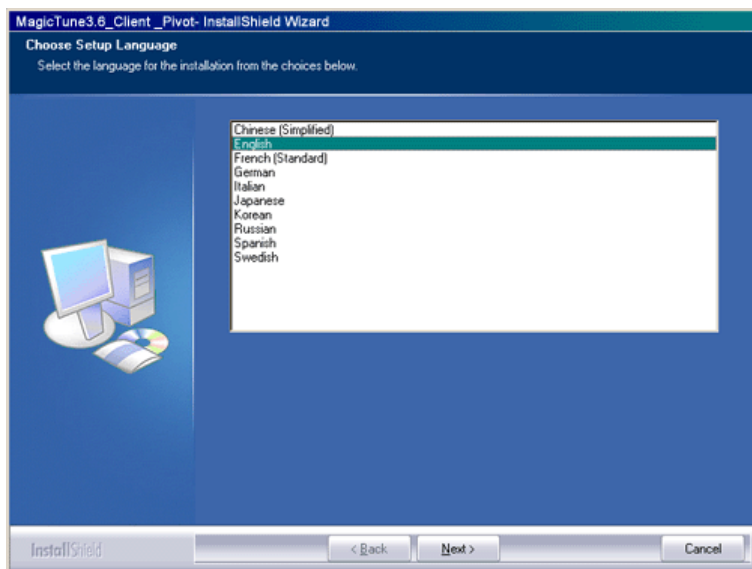 MagicTune3.6_Client _Pivot- InstallShield Wizard
Choose Setup Language
Select the language for the installation from the choices below.
Chinese (Simplified)
English
French (Standard)
German
Italian
Japanese
Korean
Russian
Spanish
Swedish
InstallShield
< Back
Next >
Cancel